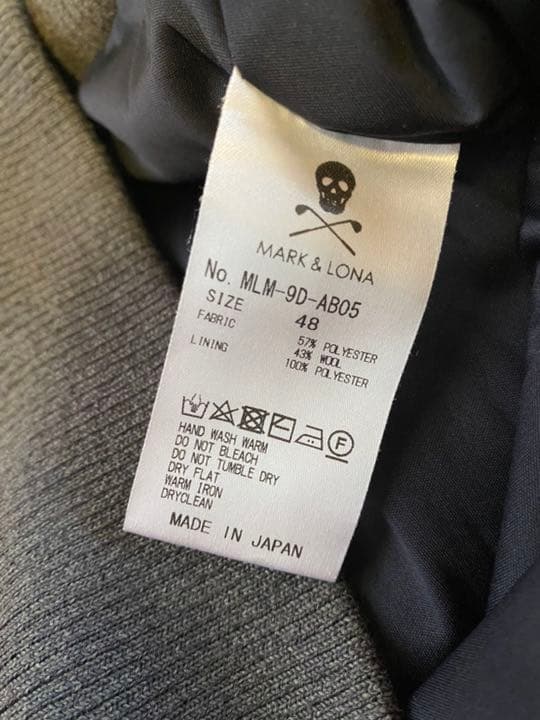 MARK & LONA
No. MLM-9D-AB05
SIZE 48
FABRIC 57% POLYESTER
43% WOOL
LINING 100% POLYESTER
F
HAND WASH WARM
DO NOT BLEACH
DO NOT TUMBLE DRY
DRY FLAT
WARM IRON
DRYCLEAN
MADE IN JAPAN